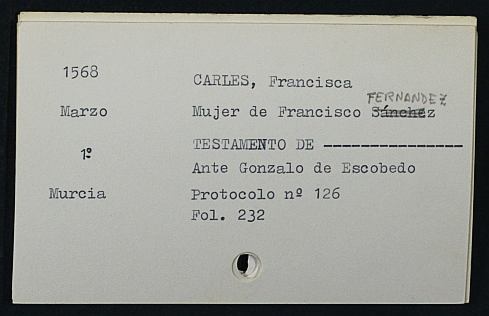 1568
CARLES, Francisca
FERNANDEZ
Marzo Mujer de Francisco Sánchez
1º TESTAMENTO DE ----------------
Ante Gonzalo de Escobedo
Murcia Protocolo nº 126
Fol. 232